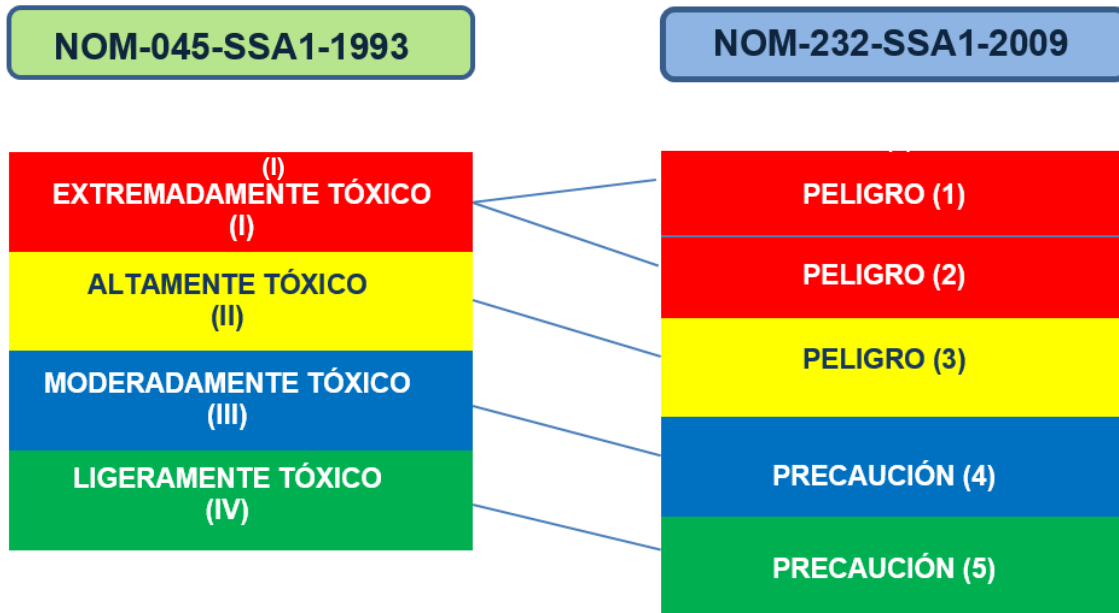 NOM-045-SSA1-1993
NOM-232-SSA1-2009
(I)
EXTREMADAMENTE TÓXICO
(I)
ALTAMENTE TÓXICO
(II)
MODERADAMENTE TÓXICO
(III)
LIGERAMENTE TÓXICO
(IV)
PELIGRO (1)
PELIGRO (2)
PELIGRO (3)
PRECAUCIÓN (4)
PRECAUCIÓN (5)